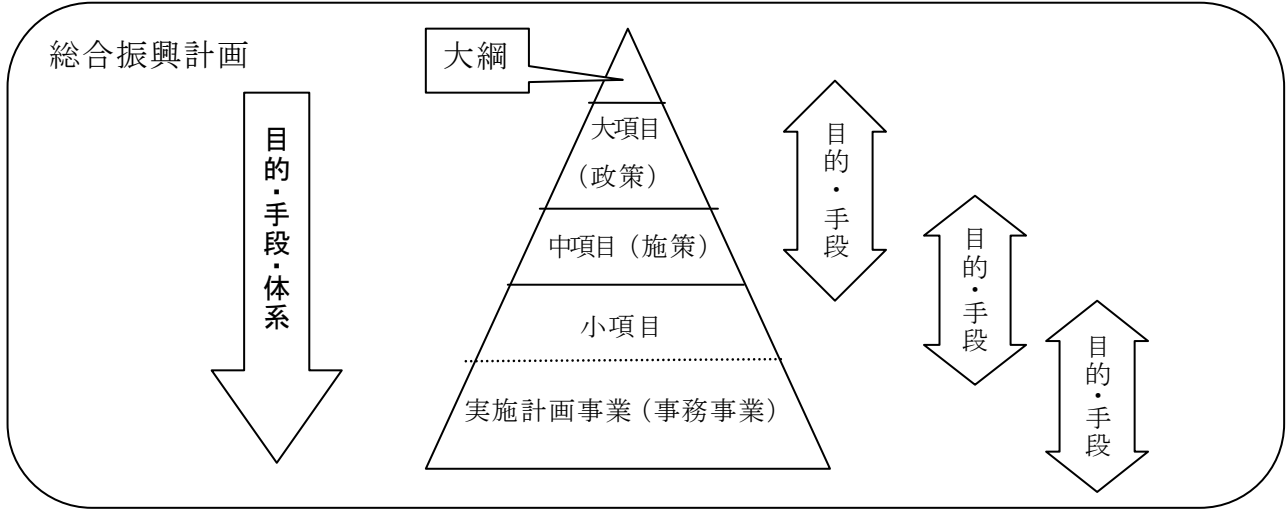 総合振興計画
大綱
目的・手段・体系
大項目
(政策)
中項目(施策)
小項目
実施計画事業(事務事業)
目的・手段
目的・手段
目的・手段